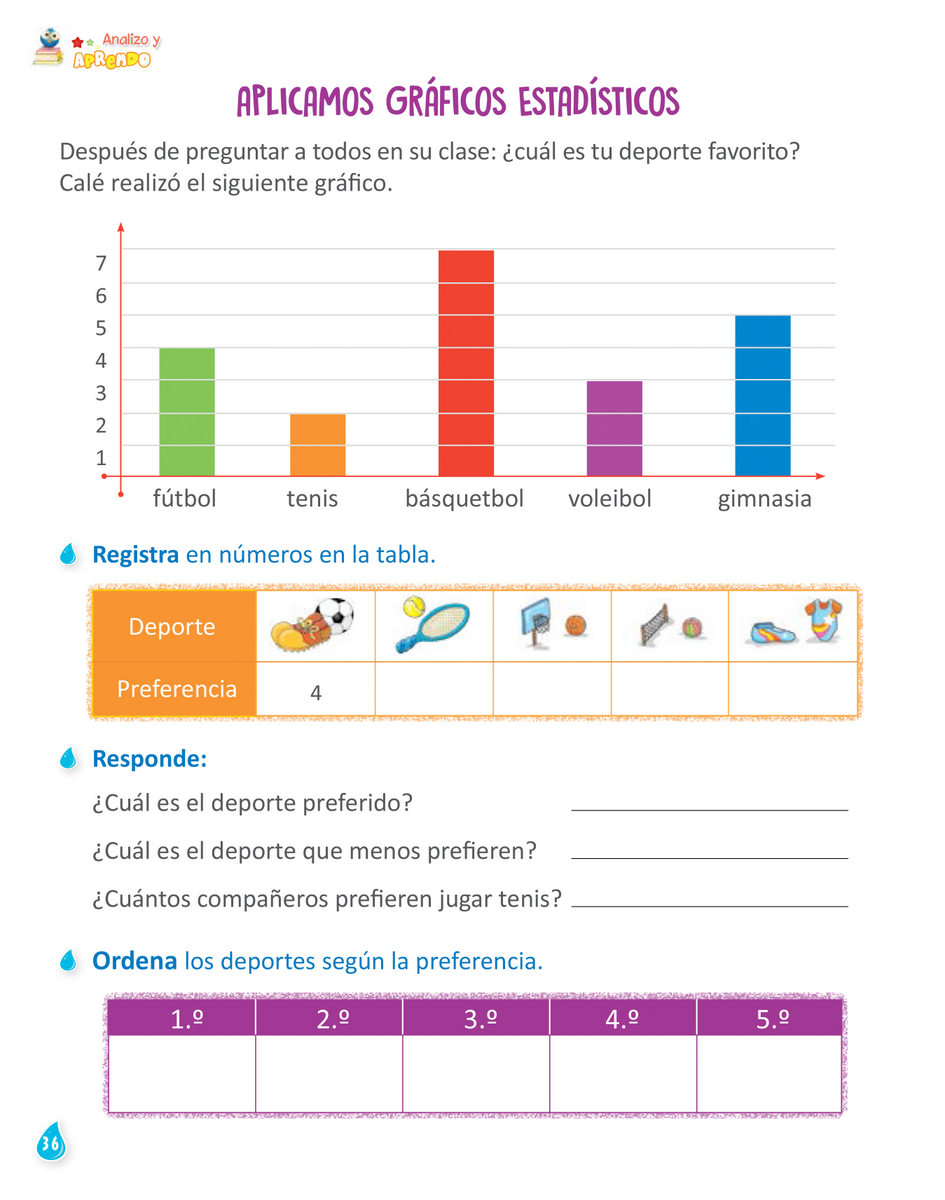 Analizo y
APRENDO
APLICAMOS GRÁFICOS ESTADÍSTICOS
Después de preguntar a todos en su clase: ¿cuál es tu deporte favorito?
Calé realizó el siguiente gráfico.
7
6
5
4
3
2
1
fútbol tenis básquetbol voleibol gimnasia
Registra en números en la tabla.
Deporte
Preferencia 4
Responde:
¿Cuál es el deporte preferido?
¿Cuál es el deporte que menos prefieren?
¿Cuántos compañeros prefieren jugar tenis?
Ordena los deportes según la preferencia.
1.º 2.º 3.º 4.º 5.º
36